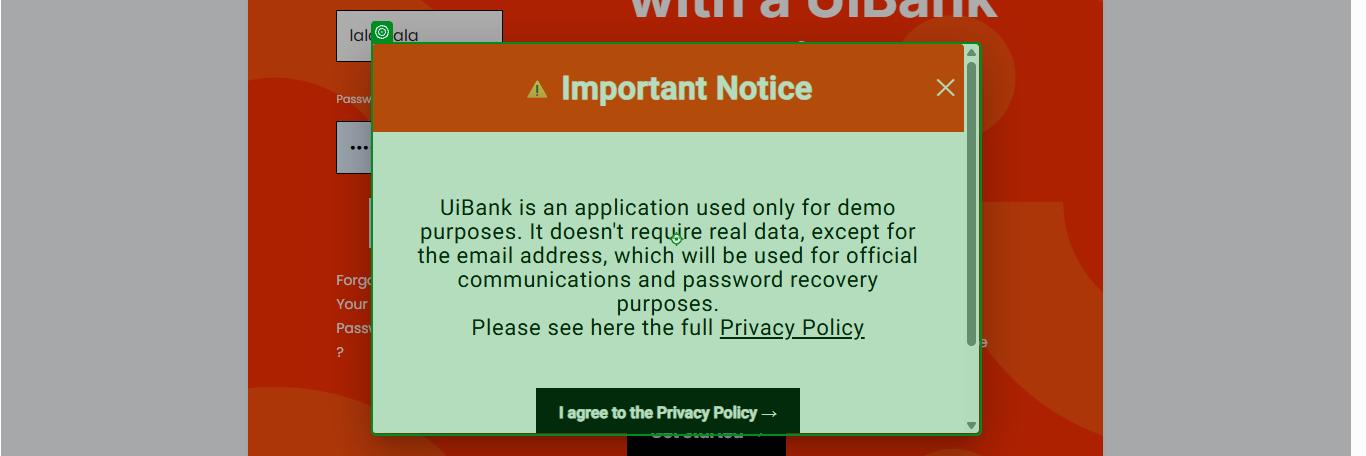 with a UiBank
Passw
•••
Forgo
Your
Passw
?
⚠ Important Notice
UiBank is an application used only for demo
purposes. It doesn't require real data, except for
the email address, which will be used for official
communications and password recovery
purposes.
Please see here the full Privacy Policy
I agree to the Privacy Policy →